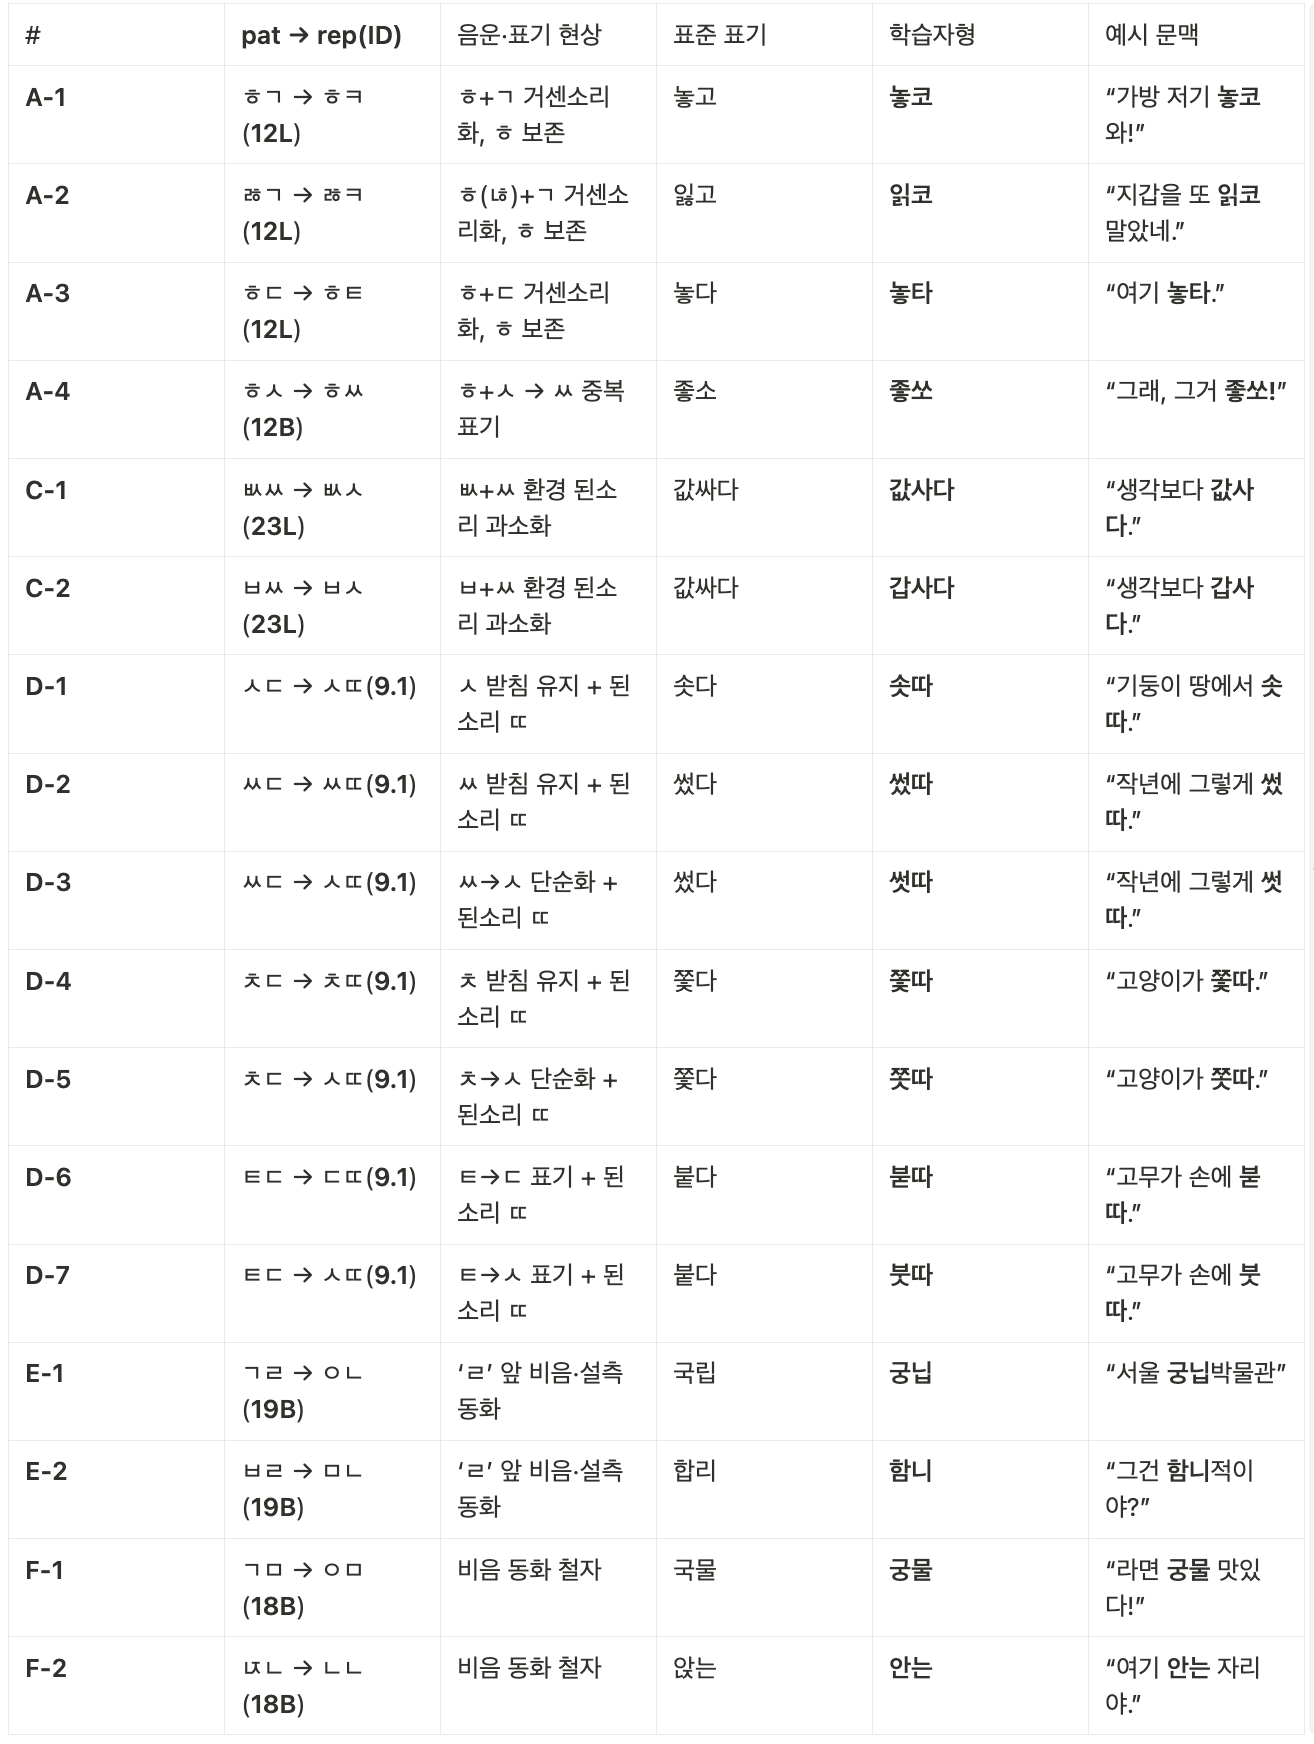 # pat → rep(ID) 음운·표기 현상 표준 표기 학습자형 예시 문맥
A-1 ㅎㄱ → ㅎㅋ ㅎ+ㄱ 거센소리 놓고 놓코 “가방 저기 놓코
(12L) 화, ㅎ 보존 와!”
A-2 ㅀㄱ → ㅀㅋ ㅎ(ㄶ)+ㄱ 거센소 잃고 읽코 “지갑을 또 읽코
(12L) 리화, ㅎ 보존 말았네.”
A-3 ㅎㄷ → ㅎㅌ ㅎ+ㄷ 거센소리 놓다 놓타 “여기 놓타.”
(12L) 화, ㅎ 보존
A-4 ㅎㅅ → ㅎㅆ ㅎ+ㅅ → ㅆ 중복 좋소 좋쏘 “그래, 그거 좋쏘!”
(12B) 표기
C-1 ㅄㅆ → ㅄㅅ ㅄ+ㅆ 환경 된소 값싸다 값사다 “생각보다 값사
(23L) 리 과소화 다.”
C-2 ㅂㅆ → ㅂㅅ ㅂ+ㅆ 환경 된소 값싸다 갑사다 “생각보다 갑사
(23L) 리 과소화 다.”
D-1 ㅅㄷ → ㅅㄸ(9.1) ㅅ 받침 유지 + 된 솟다 솟따 “기둥이 땅에서 솟
소리 ㄸ 따.”
D-2 ㅆㄷ → ㅆㄸ(9.1) ㅆ 받침 유지 + 된 썼다 썼따 “작년에 그렇게 썼
소리 ㄸ 따.”
D-3 ㅆㄷ → ㅅㄸ(9.1) ㅆ→ㅅ 단순화 + 썼다 썻따 “작년에 그렇게 썻
된소리 ㄸ 따.”
D-4 ㅊㄷ → ㅊㄸ(9.1) ㅊ 받침 유지 + 된 쫓다 쫓따 “고양이가 쫓따.”
소리 ㄸ
D-5 ㅊㄷ → ㅅㄸ(9.1) ㅊ→ㅅ 단순화 + 쫓다 쫏따 “고양이가 쫏따.”
된소리 ㄸ
D-6 ㅌㄷ → ㄷㄸ(9.1) ㅌ→ㄷ 표기 + 된 붙다 붇따 “고무가 손에 붇
소리 ㄸ 따.”
D-7 ㅌㄷ → ㅅㄸ(9.1) ㅌ→ㅅ 표기 + 된 붙다 붓따 “고무가 손에 붓
소리 ㄸ 따.”
E-1 ㄱㄹ → ㅇㄴ ‘ㄹ’ 앞 비음·설측 국립 궁닙 “서울 궁닙박물관”
(19B) 동화
E-2 ㅂㄹ → ㅁㄴ ‘ㄹ’ 앞 비음·설측 합리 함니 “그건 함니적이
(19B) 동화 야?”
F-1 ㄱㅁ → ㅇㅁ 비음 동화 철자 국물 궁물 “라면 궁물 맛있
(18B) 다!”
F-2 ㄵㄴ → ㄴㄴ 비음 동화 철자 앉는 안는 “여기 안는 자리
(18B) 야.”